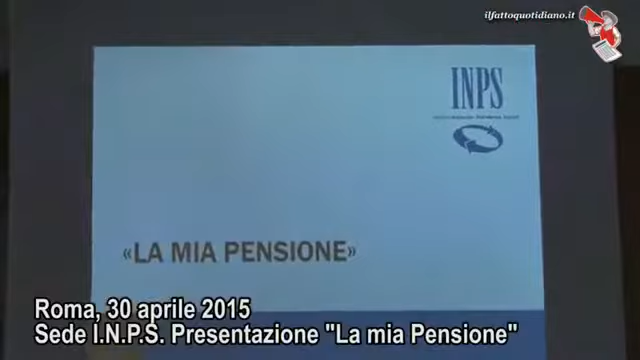 ilfattoquotidiano.it
INPS
«LA MIA PENSIONE»
Roma, 30 aprile 2015
Sede I.N.P.S. Presentazione "La mia Pensione"